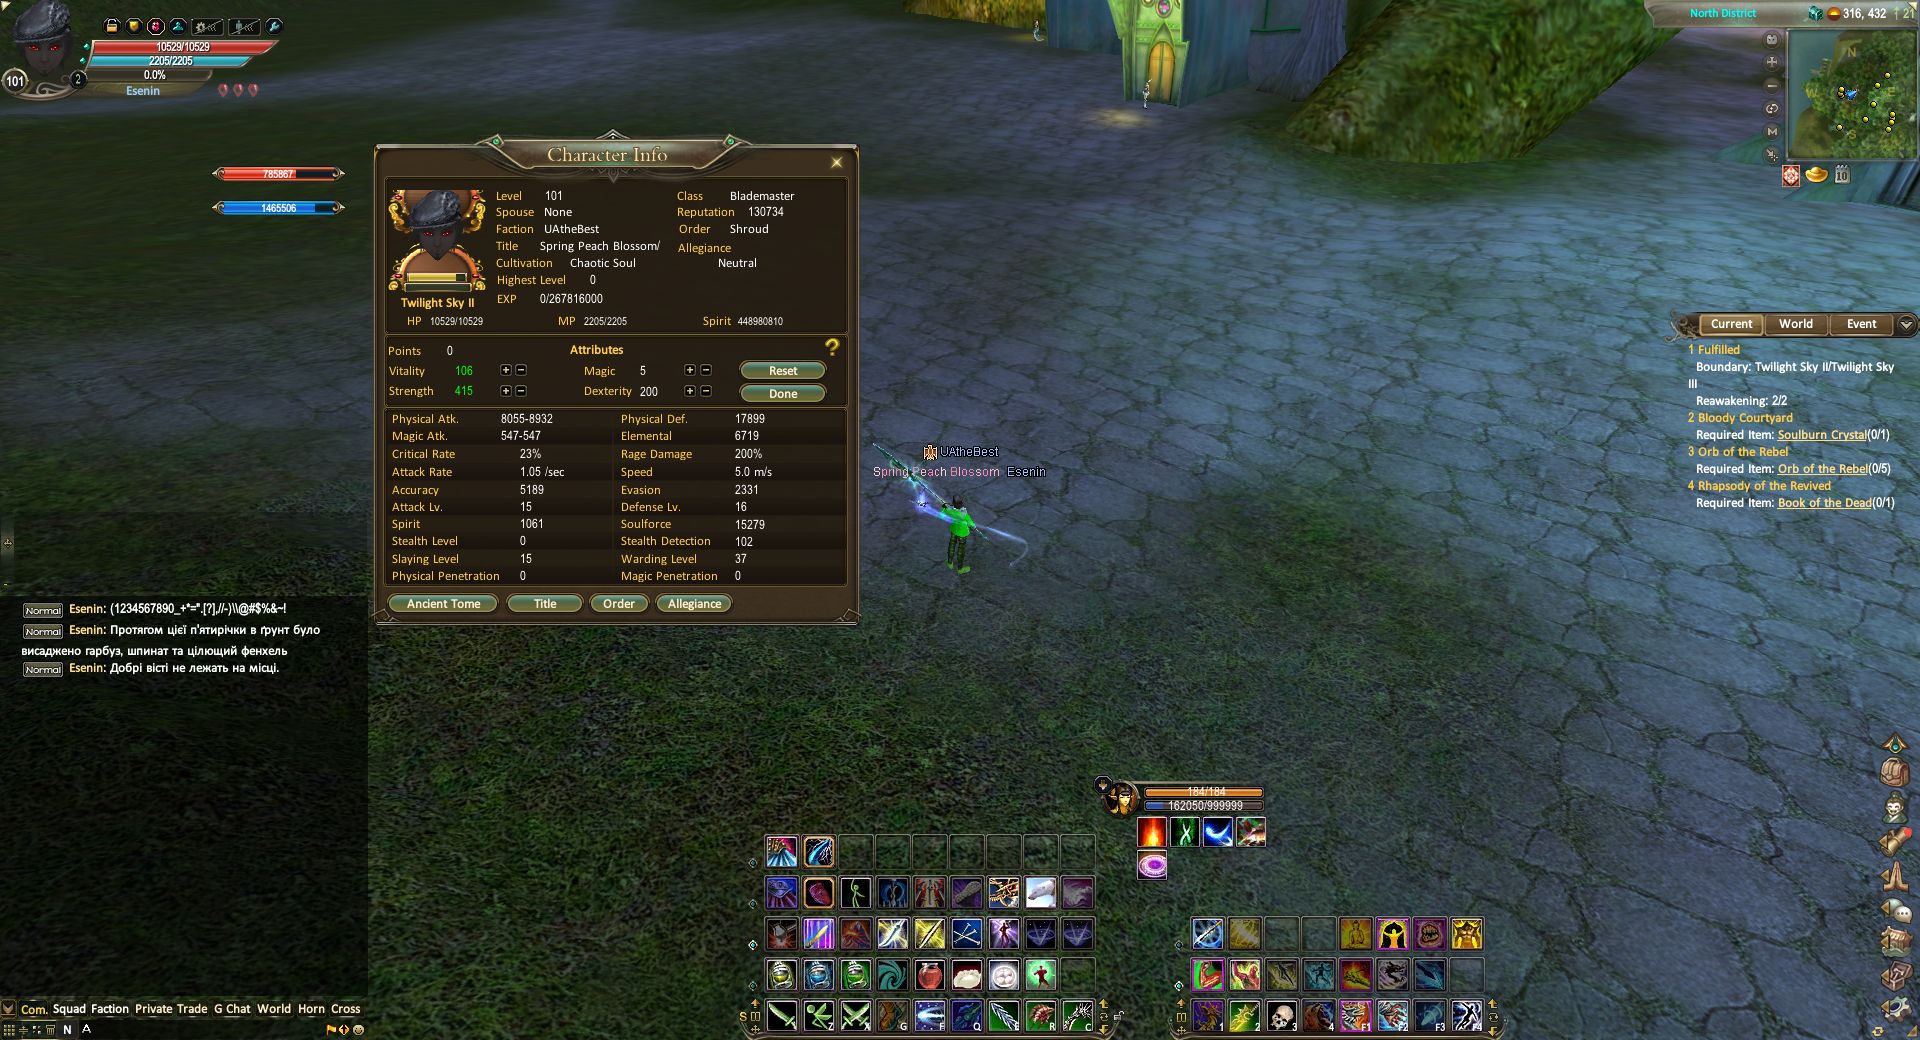 10529/10529
2205/2205
0.0%
101
2
Esenin
785867
1465506
North District
316, 432
21
N
W
E
S
M
10
Character Info
Level 101
Class Blademaster
Spouse None
Reputation 130734
Faction UAtheBest
Order Shroud
Title Spring Peach Blossom/
Allegiance
Neutral
Cultivation Chaotic Soul
Highest Level 0
Twilight Sky II
EXP 0/267816000
HP 10529/10529
MP 2205/2205
Spirit 448980810
Points 0
Attributes
?
Vitality 106
Magic 5
Reset
Strength 415
Dexterity 200
Done
Physical Atk. 8055-8932
Physical Def. 17899
Magic Atk. 547-547
Elemental 6719
Critical Rate 23%
Rage Damage 200%
Attack Rate 1.05 /sec
Speed 5.0 m/s
Accuracy 5189
Evasion 2331
Attack Lv. 15
Defense Lv. 16
Spirit 1061
Soulforce 15279
Stealth Level 0
Stealth Detection 102
Slaying Level 15
Warding Level 37
Physical Penetration 0
Magic Penetration 0
Ancient Tome
Title
Order
Allegiance
UAtheBest
Spring Peach Blossom Esenin
Current World Event
1 Fulfilled
Boundary: Twilight Sky II/Twilight Sky
III
Reawakening: 2/2
2 Bloody Courtyard
Required Item: Soulburn Crystal(0/1)
3 Orb of the Rebel
Required Item: Orb of the Rebel(0/5)
4 Rhapsody of the Revived
Required Item: Book of the Dead(0/1)
Normal Esenin: (1234567890_+"=".[?],//-)\\@#$%&~!
Normal Esenin: Протягом цієї п'ятирічки в ґрунт було
висаджено гарбуз, шпинат та цілющий фенхель
Normal Esenin: Добрі вісті не лежать на місці.
Com. Squad Faction Private Trade G Chat World Horn Cross
N A
184/184
162050/999999
S
Z
G
F
Q
E
R
C
1
2
3
4
F1
F2
F3
F4